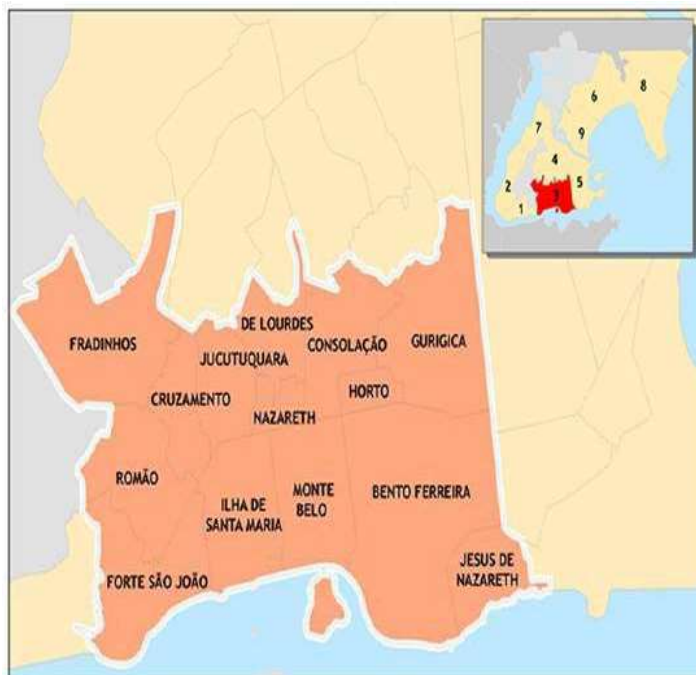 8
6
7
9
4
2
5
3
1
DE LOURDES
FRADINHOS
CONSOLAÇÃO
GURIGICA
JUCUTUQUARA
CRUZAMENTO
HORTO
NAZARETH
ROMÃO
MONTE
BELO
BENTO FERREIRA
ILHA DE
SANTA MARIA
JESUS DE
NAZARETH
FORTE SÃO JOÃO